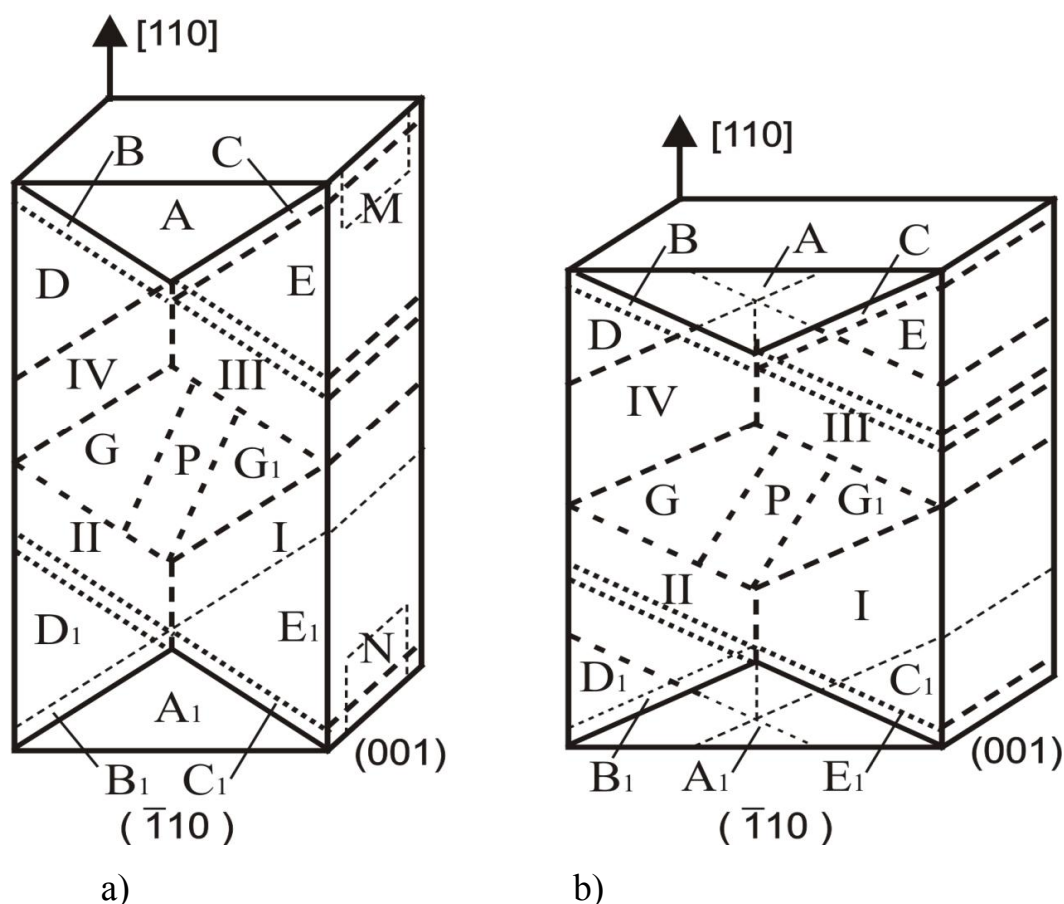 [110]
B
C
A
M
D
E
IV
III
G
P
G1
II
I
D1
E1
N
A1
(001)
B1
C1
( 1̅10 )
a)
[110]
B
A
C
D
E
IV
III
G
P
G1
II
I
D1
C1
(001)
B1
A1
E1
( 1̅10 )
b)